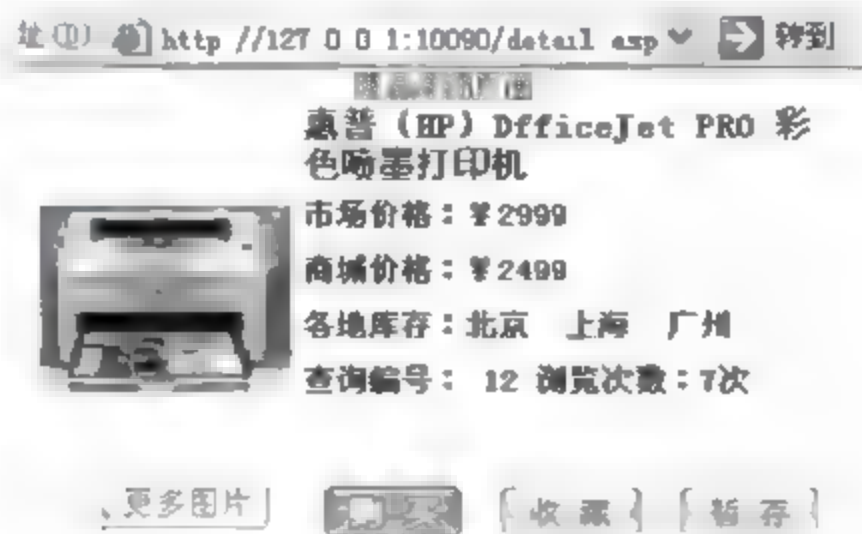 址(D) http //127 0 0 1:10090/detail asp 转到
惠普 (HP) OfficeJet PRO 彩
色喷墨打印机
市场价格：￥2999
商城价格：￥2499
各地库存：北京 上海 广州
查询编号： 12 浏览次数：7次
更多图片 购买 收藏 暂存